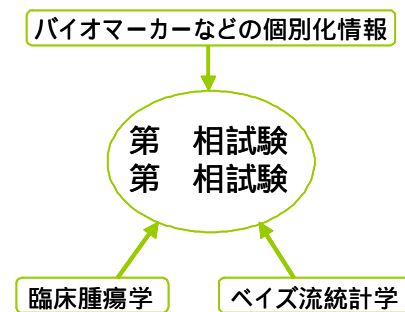 バイオマーカーなどの個別化情報
第　相試験
第　相試験
臨床腫瘍学
ベイズ流統計学